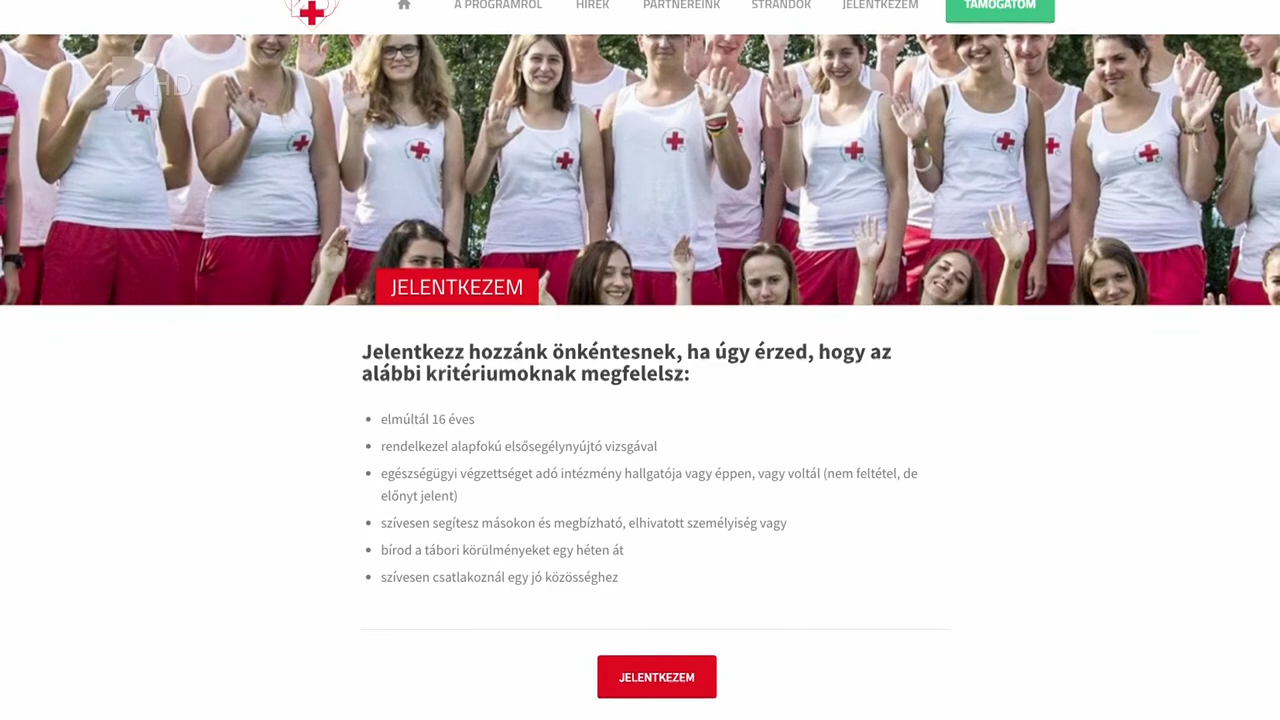 A PROGRAMRÓL HÍREK PARTNEREINK STRANDOK JELENTKEZEM TÁMOGATOM
HD
JELENTKEZEM
Jelentkezz hozzánk önkéntesnek, ha úgy érzed, hogy az
alábbi kritériumoknak megfelelsz:
elmúltál 16 éves
rendelkezel alapfokú elsősegélynyújtó vizsgával
egészségügyi végzettséget adó intézmény hallgatója vagy éppen, vagy voltál (nem feltétel, de
előnyt jelent)
szívesen segítesz másokon és megbízható, elhivatott személyiség vagy
bírod a tábori körülményeket egy héten át
szívesen csatlakoznál egy jó közösséghez
JELENTKEZEM